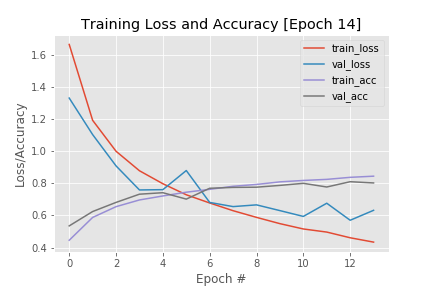 Training Loss and Accuracy [Epoch 14]
train_loss
val_loss
train_acc
val_acc
Loss/Accuracy
1.6
1.4
1.2
1.0
0.8
0.6
0.4
0 2 4 6 8 10 12
Epoch #